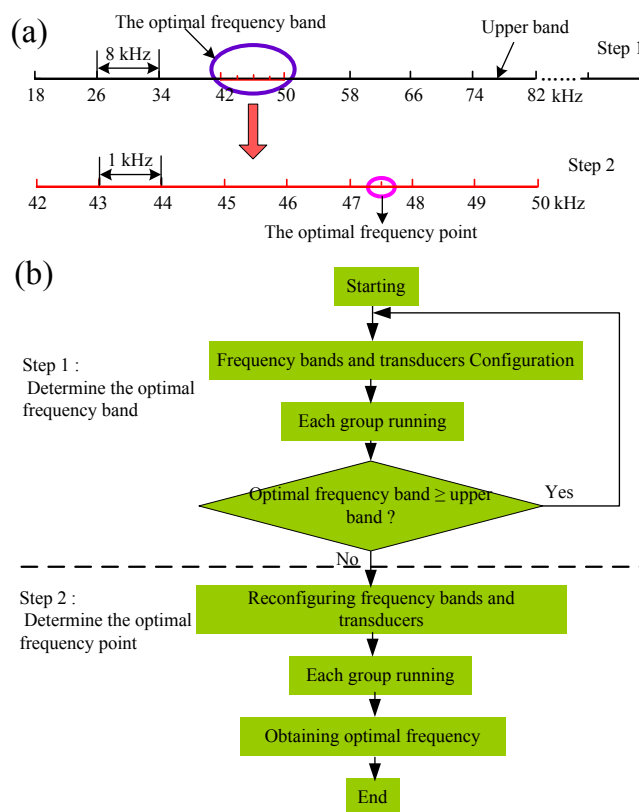 (a)
The optimal frequency band
Upper band
Step 1
8 kHz
18 26 34 42 50 58 66 74 82 kHz
1 kHz
Step 2
42 43 44 45 46 47 48 49 50 kHz
The optimal frequency point
(b)
Starting
Step 1 :
Determine the optimal
frequency band
Frequency bands and transducers Configuration
Each group running
Optimal frequency band ≥ upper
band ?
Yes
No
Step 2 :
Determine the optimal
frequency point
Reconfiguring frequency bands and
transducers
Each group running
Obtaining optimal frequency
End